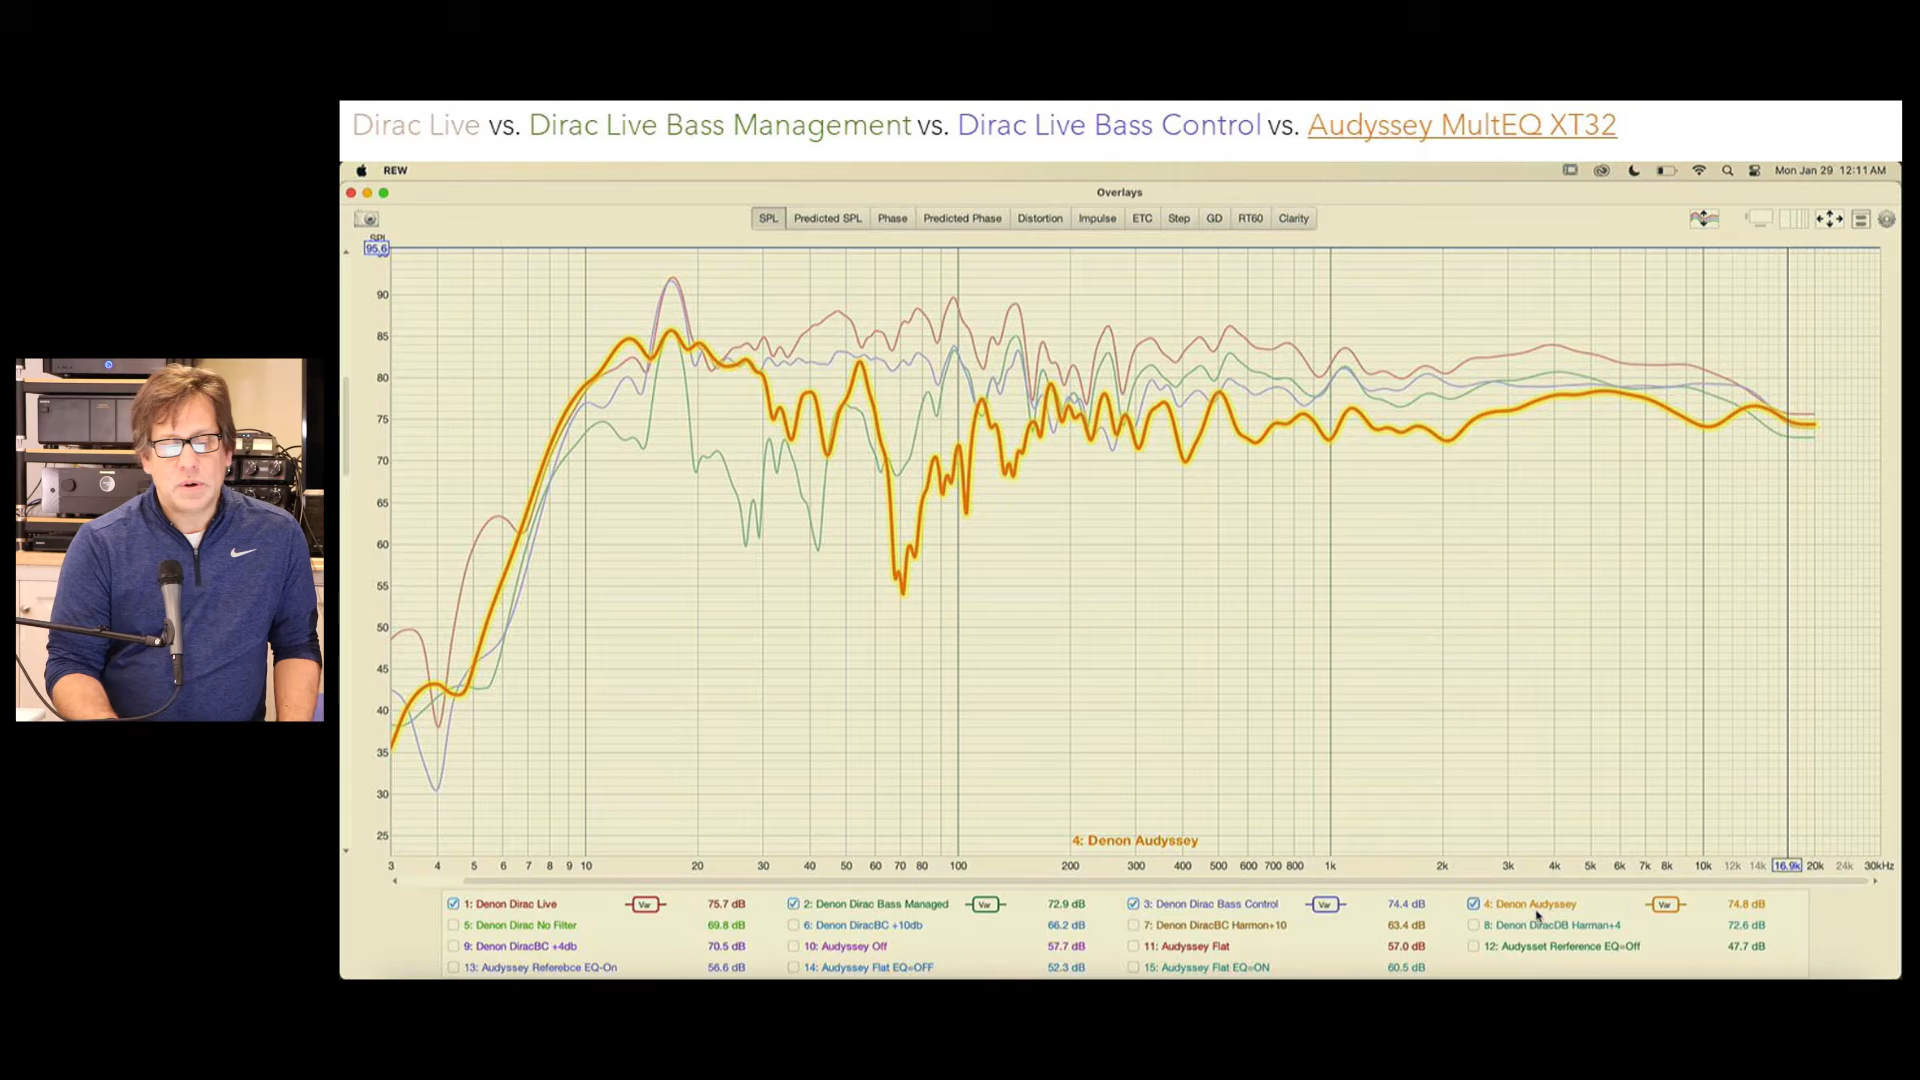 Dirac Live vs. Dirac Live Bass Management vs. Dirac Live Bass Control vs. Audyssey MultEQ XT32
REW
Mon Jan 29 12:11 AM
Overlays
SPL Predicted SPL Phase Predicted Phase Distortion Impulse ETC Step GD RT60 Clarity
SPL
95.6
90
85
80
75
70
65
60
55
50
45
40
35
30
25
4: Denon Audyssey
3 4 5 6 7 8 9 10 20 30 40 50 60 70 80 100 200 300 400 500 600 700 800 1k 2k 3k 4k 5k 6k 7k 8k 10k 12k 14k 16.9k 20k 24k 30kHz
1: Denon Dirac Live Var 75.7 dB 2: Denon Dirac Bass Managed Var 72.9 dB 3: Denon Dirac Bass Control Var 74.4 dB 4: Denon Audyssey Var 74.8 dB
5: Denon Dirac No Filter 69.8 dB 6: Denon DiracBC +10db 66.2 dB 7: Denon DiracBC Harmon+10 63.4 dB 8: Denon DiracDB Harman+4 72.6 dB
9: Denon DiracBC +4db 70.5 dB 10: Audyssey Off 57.7 dB 11: Audyssey Flat 57.0 dB 12: Audysset Rerference EQ=Off 47.7 dB
13: Audyssey Referebce EQ-On 56.6 dB 14: Audyssey Flat EQ=OFF 52.3 dB 15: Audyssey Flat EQ=ON 60.5 dB